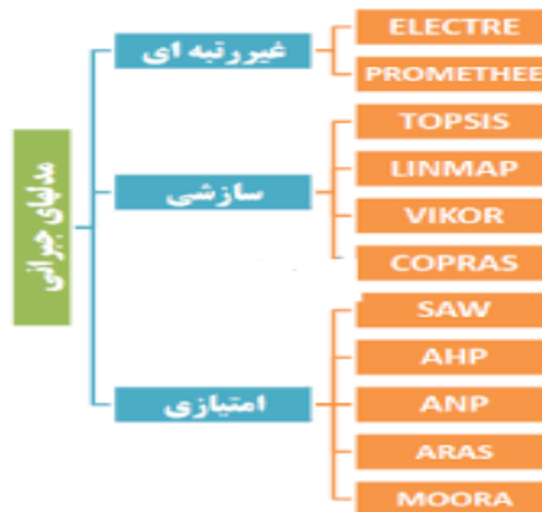 مدلهای جبرانی
غیررتبه ای
ELECTRE
PROMETHEE
سازشی
TOPSIS
LINMAP
VIKOR
COPRAS
امتیازی
SAW
AHP
ANP
ARAS
MOORA